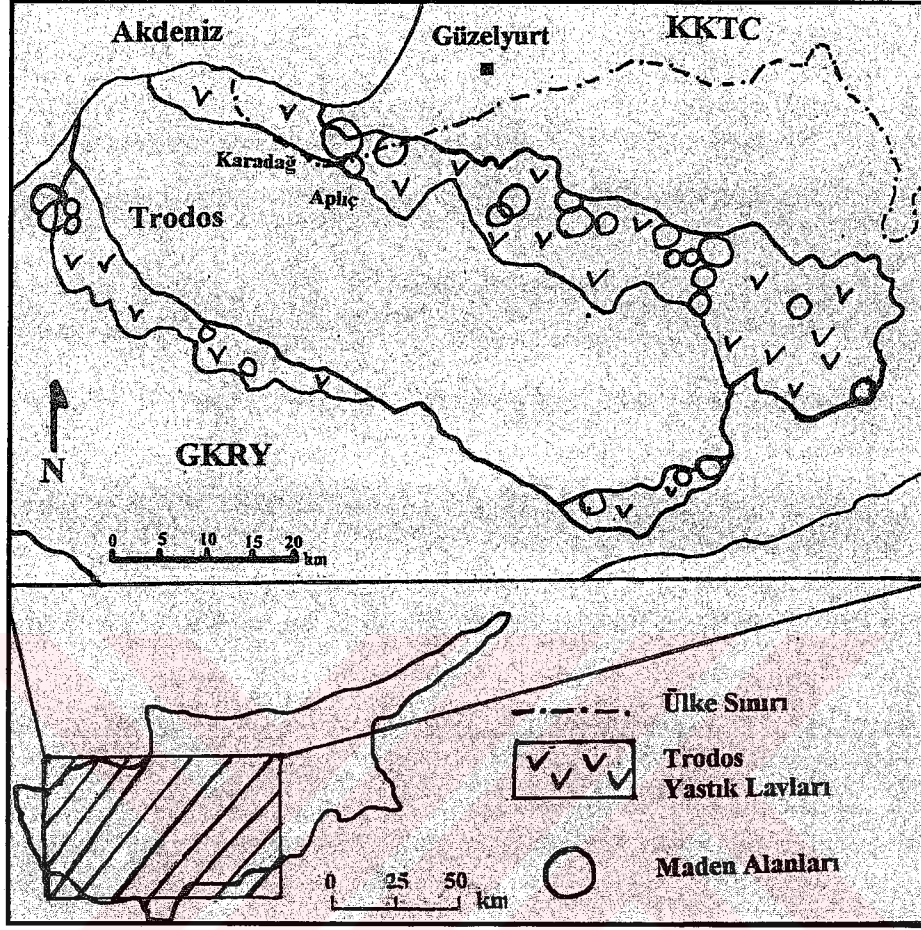 Akdeniz
Güzelyurt
KKTC
Karadağ
Aplıç
Trodos
GKRY
N
0 5 10 15 20
km
Ülke Sınırı
Trodos
Yastık Lavları
Maden Alanları
0 25 50
km